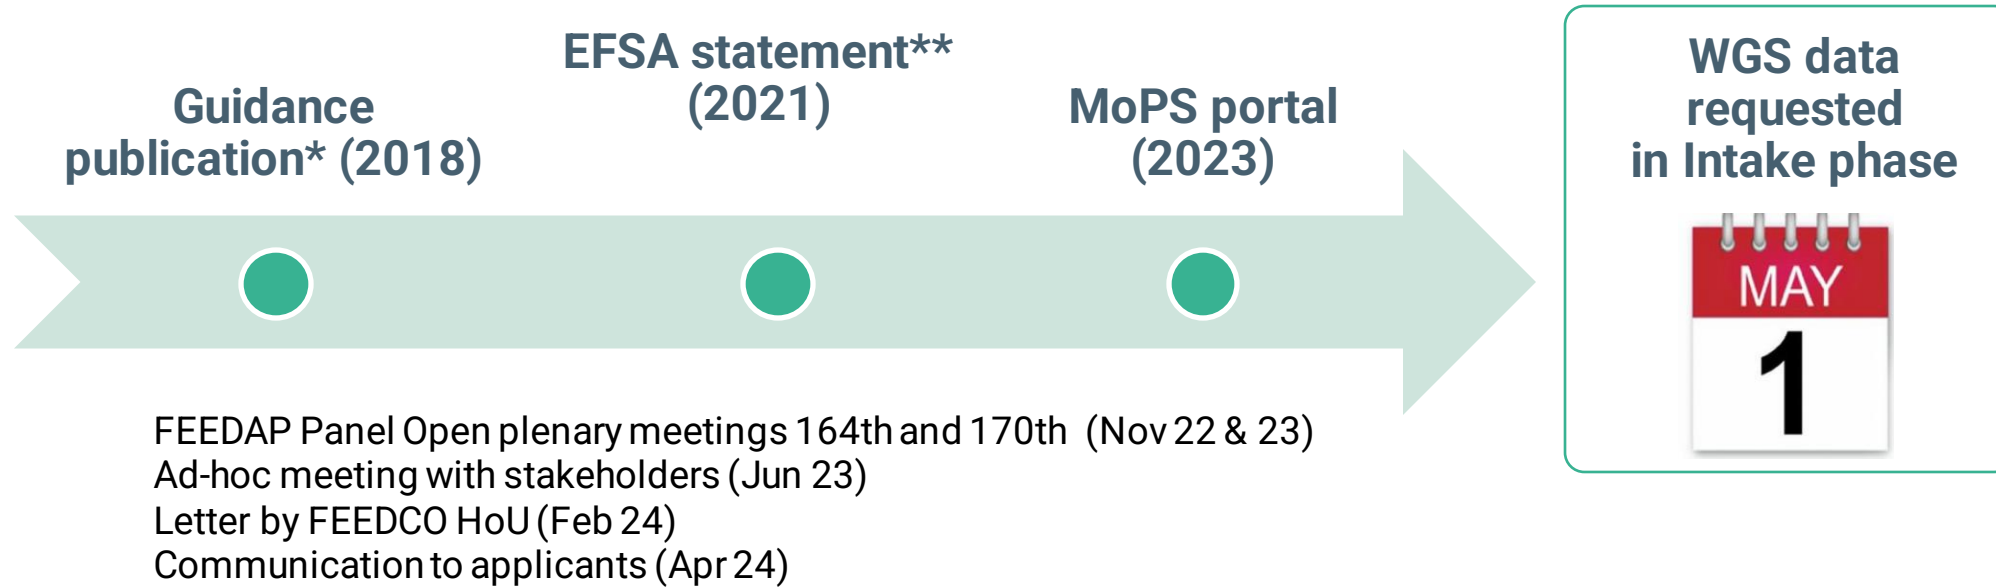 Guidance
publication* (2018)
EFSA statement**
(2021)
MoPS portal
(2023)
WGS data
requested
in Intake phase
MAY
1
FEEDAP Panel Open plenary meetings 164th and 170th (Nov 22 & 23)
Ad-hoc meeting with stakeholders (Jun 23)
Letter by FEEDCO HoU (Feb 24)
Communication to applicants (Apr 24)